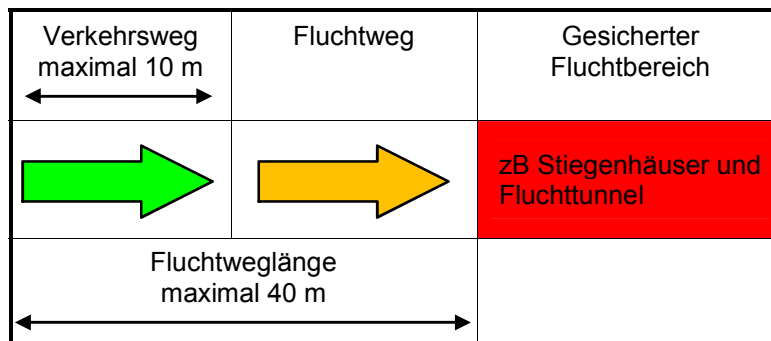 Verkehrsweg
maximal 10 m
Fluchtweg
Gesicherter
Fluchtbereich
zB Stiegenhäuser und
Fluchttunnel
Fluchtweglänge
maximal 40 m